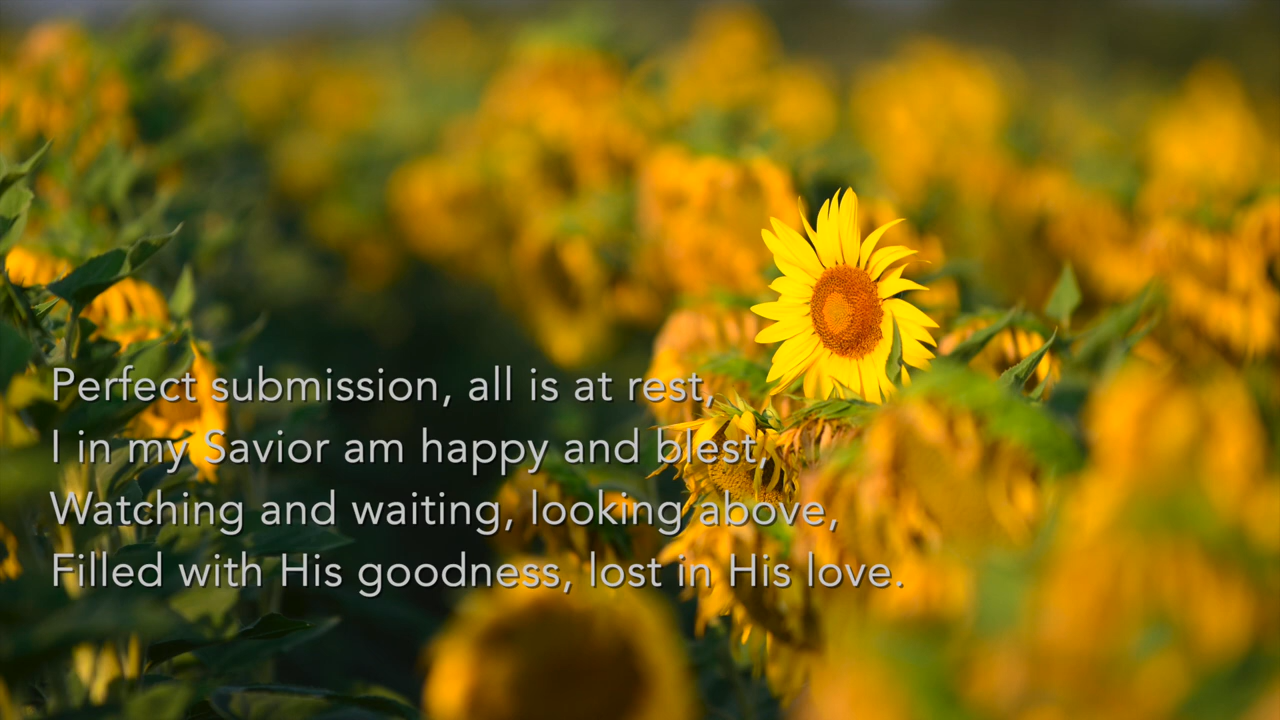 Perfect submission, all is at rest,
I in my Savior am happy and blest
Watching and waiting, looking above,
Filled with His goodness, lost in His love.